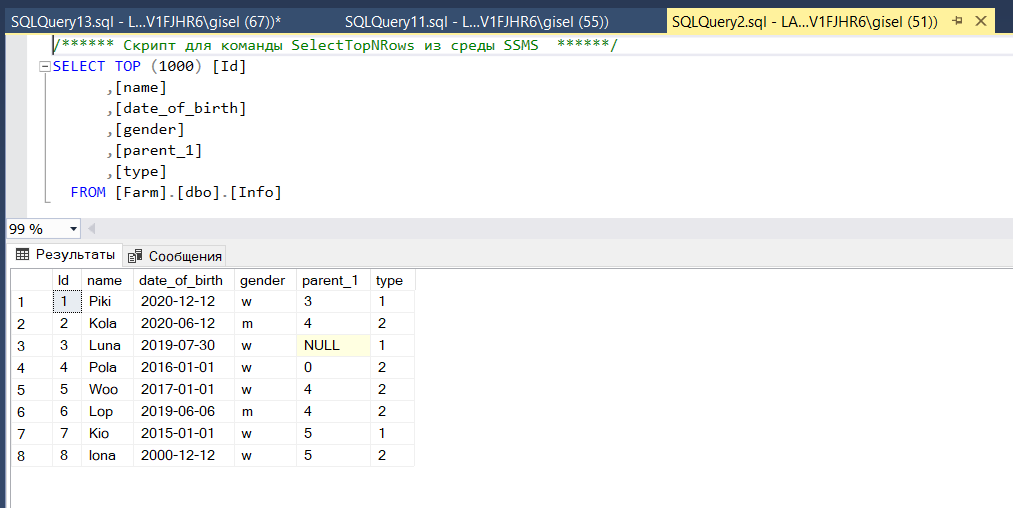 SQLQuery13.sql - L...V1FJHR6\gisel (67))* SQLQuery11.sql - L...V1FJHR6\gisel (55)) SQLQuery2.sql - LA...V1FJHR6\gisel (51))
/****** Скрипт для команды SelectTopNRows из среды SSMS ******/
SELECT TOP (1000) [Id]
,[name]
,[date_of_birth]
,[gender]
,[parent_1]
,[type]
FROM [Farm].[dbo].[Info]
99 %
Результаты Сообщения
Id name date_of_birth gender parent_1 type
1 1 Piki 2020-12-12 w 3 1
2 2 Kola 2020-06-12 m 4 2
3 3 Luna 2019-07-30 w NULL 1
4 4 Pola 2016-01-01 w 0 2
5 5 Woo 2017-01-01 w 4 2
6 6 Lop 2019-06-06 m 4 2
7 7 Kio 2015-01-01 w 5 1
8 8 Iona 2000-12-12 w 5 2